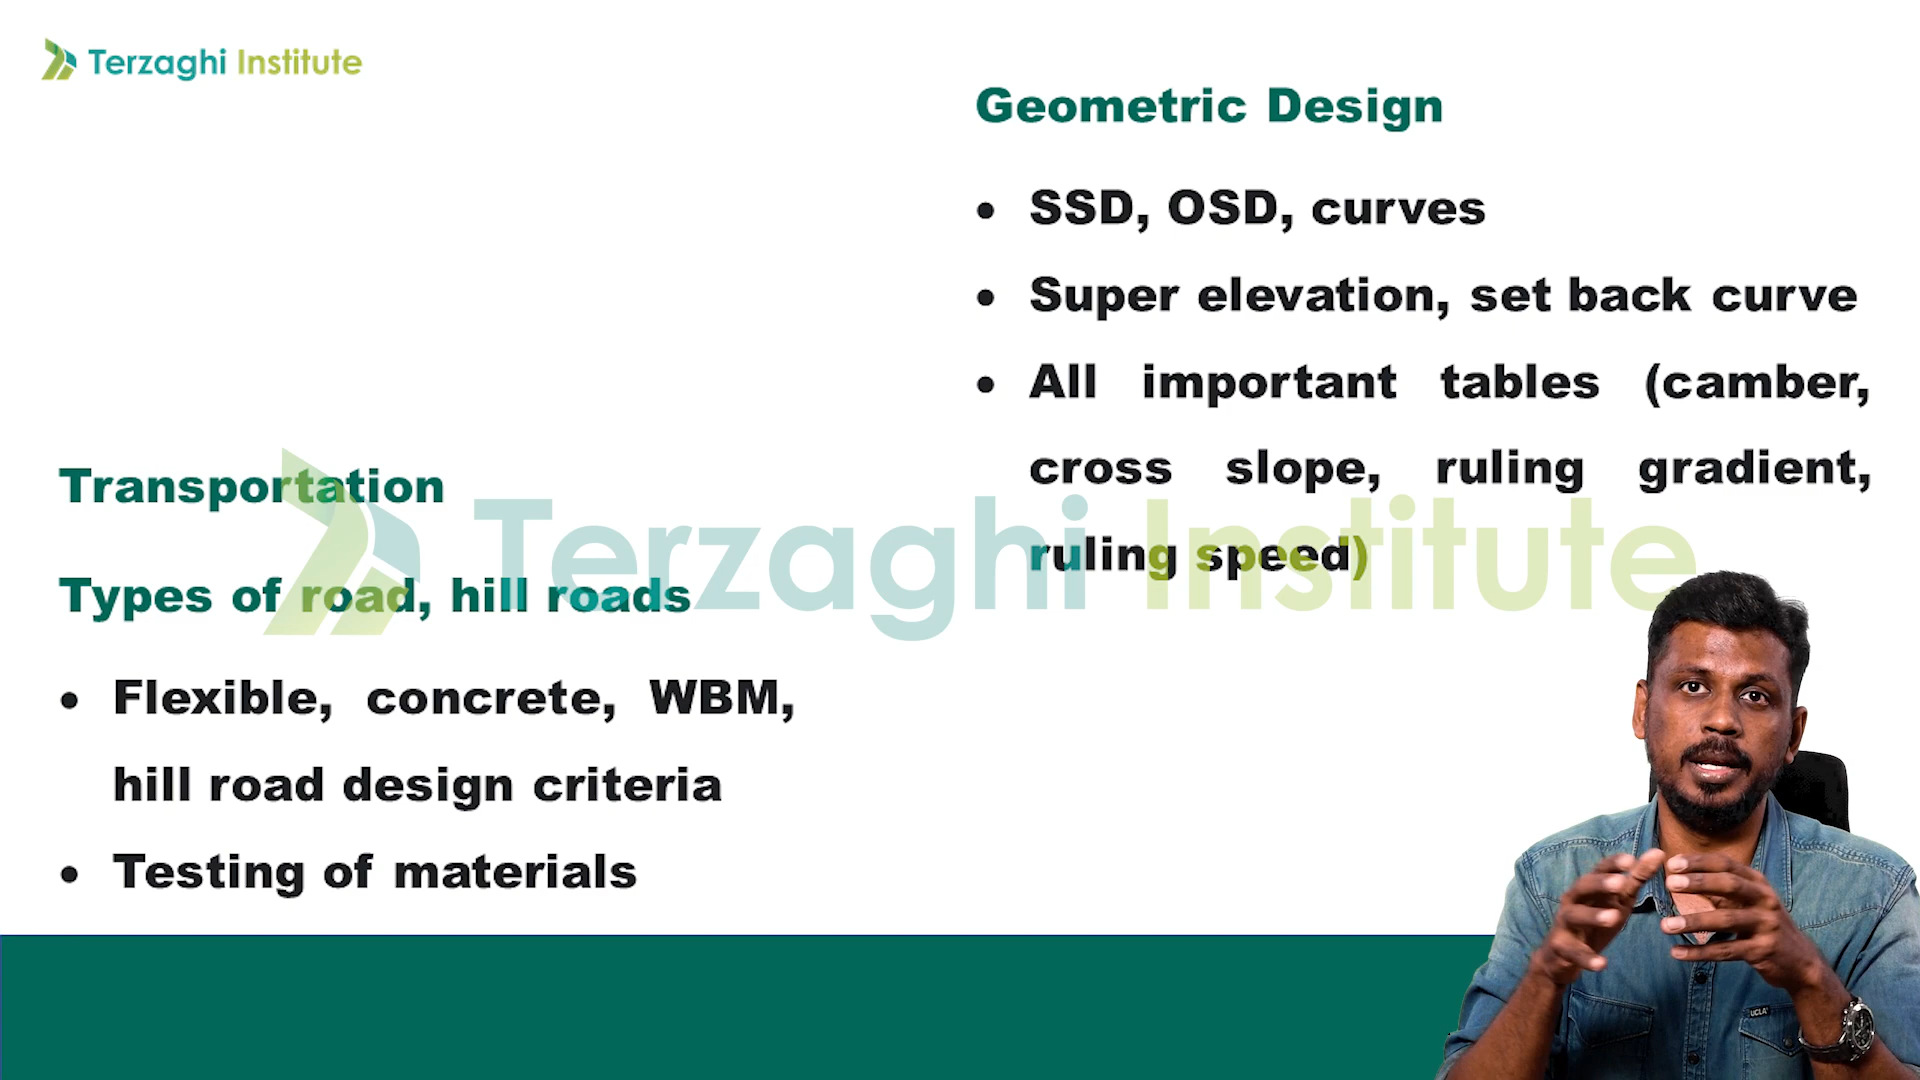 Terzaghi Institute
Transportation
Types of road, hill roads
• Flexible, concrete, WBM,
hill road design criteria
• Testing of materials
Geometric Design
• SSD, OSD, curves
• Super elevation, set back curve
• All important tables (camber,
cross slope, ruling gradient,
ruling speed)
Terzaghi Institute
UCLA